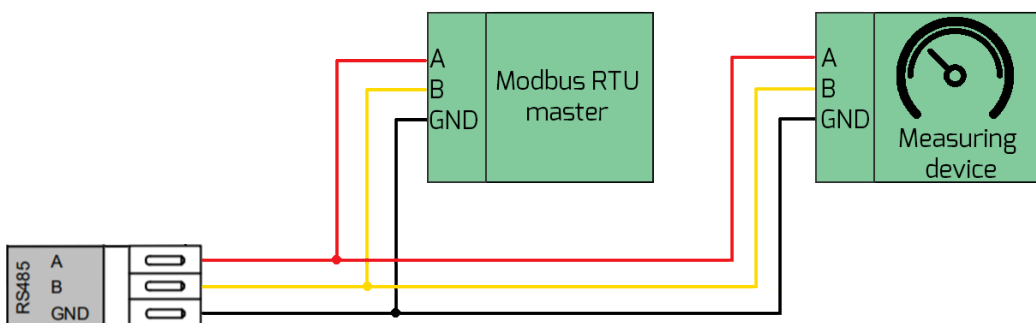 A
B
GND
Modbus RTU
master
A
B
GND
Measuring
device
RS485
A
B
GND